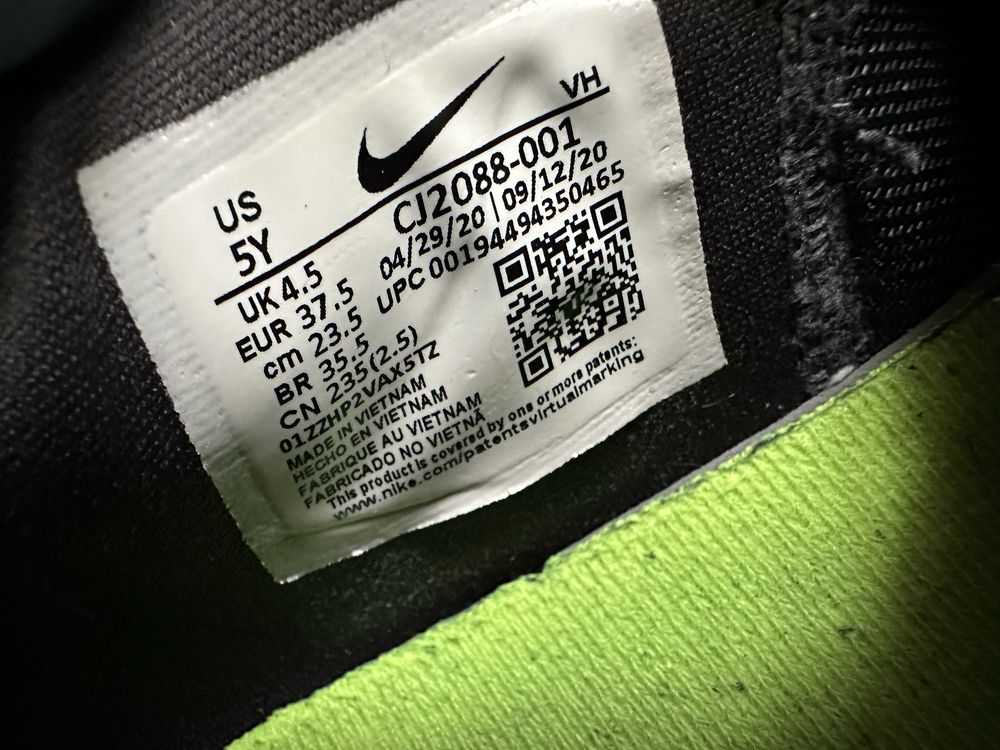 VH
US
5Y
CJ2088-001
04/29/20 | 09/12/20
UPC 00194494350465
UK 4.5
EUR 37.5
cm 23.5
BR 35.5
CN 235(2.5)
01ZZHP2VAX5TZ
MADE IN VIETNAM
HECHO EN VIETNAM
FABRIQUE AU VIETNAM
FABRICADO NO VIETNÃ
This product is covered by one or more patents:
www.nike.com/patentsvirtualmarking